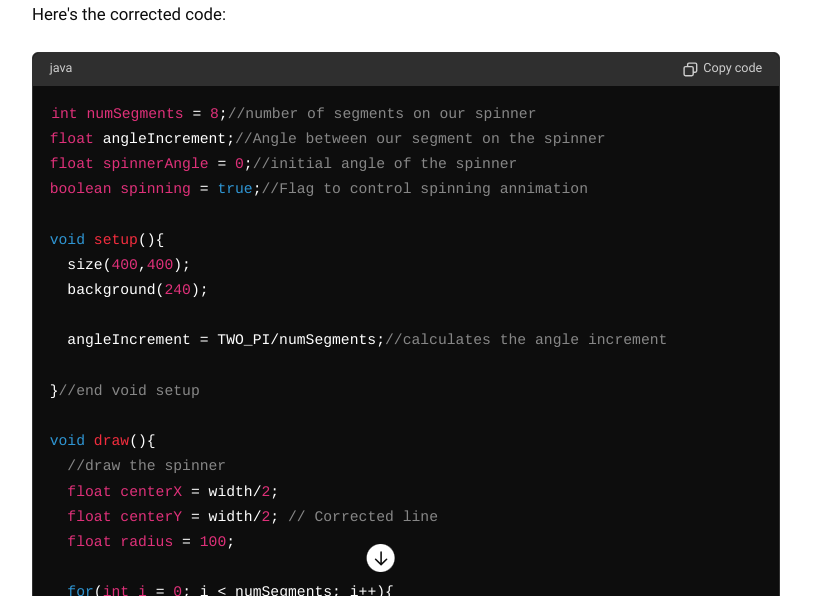 Here's the corrected code:
java
Copy code
int numSegments = 8;//number of segments on our spinner
float angleIncrement;//Angle between our segment on the spinner
float spinnerAngle = 0;//initial angle of the spinner
boolean spinning = true;//Flag to control spinning annimation
void setup(){
size(400,400);
background(240);
angleIncrement = TWO_PI/numSegments;//calculates the angle increment
}//end void setup
void draw(){
//draw the spinner
float centerX = width/2;
float centerY = width/2; // Corrected line
float radius = 100;
for(int i = 0; i < numSegments; i++){